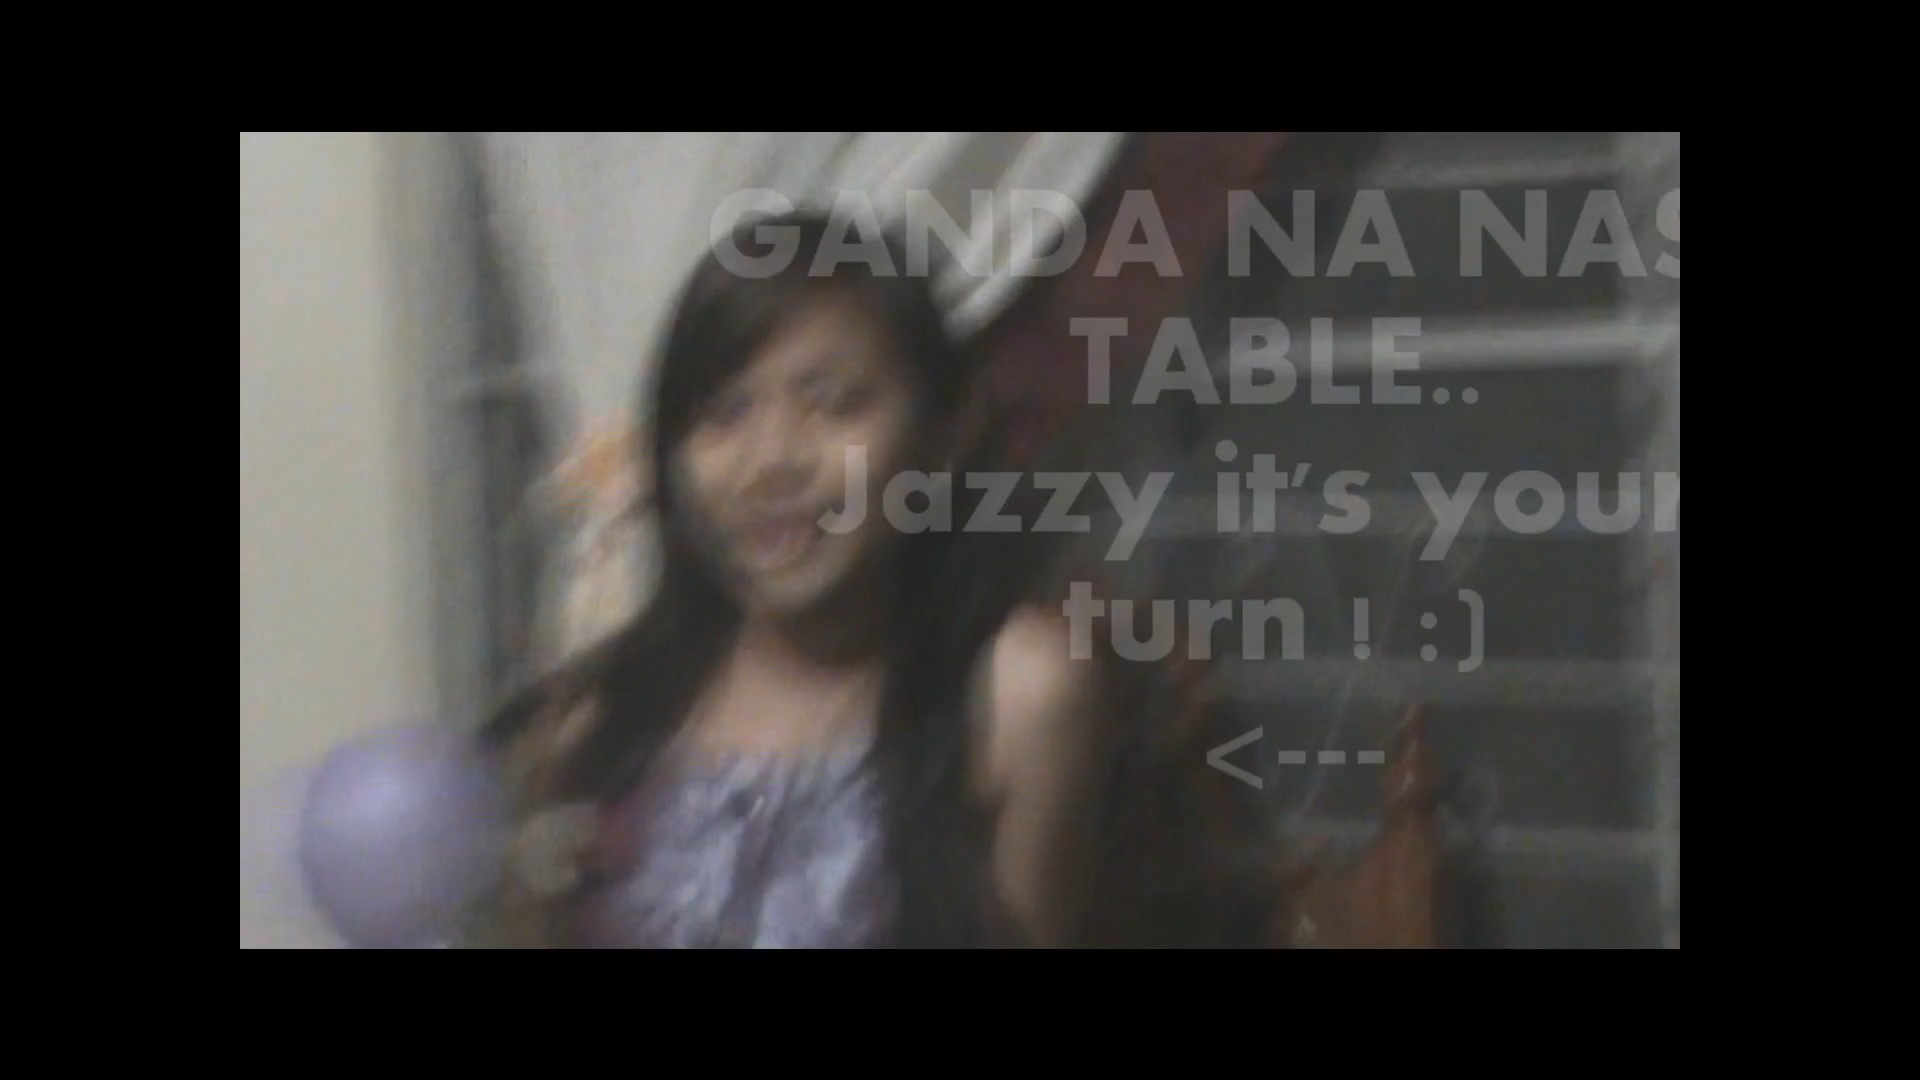 GANDA NA NAS
TABLE..
Jazzy it's your
turn ! :)
<---